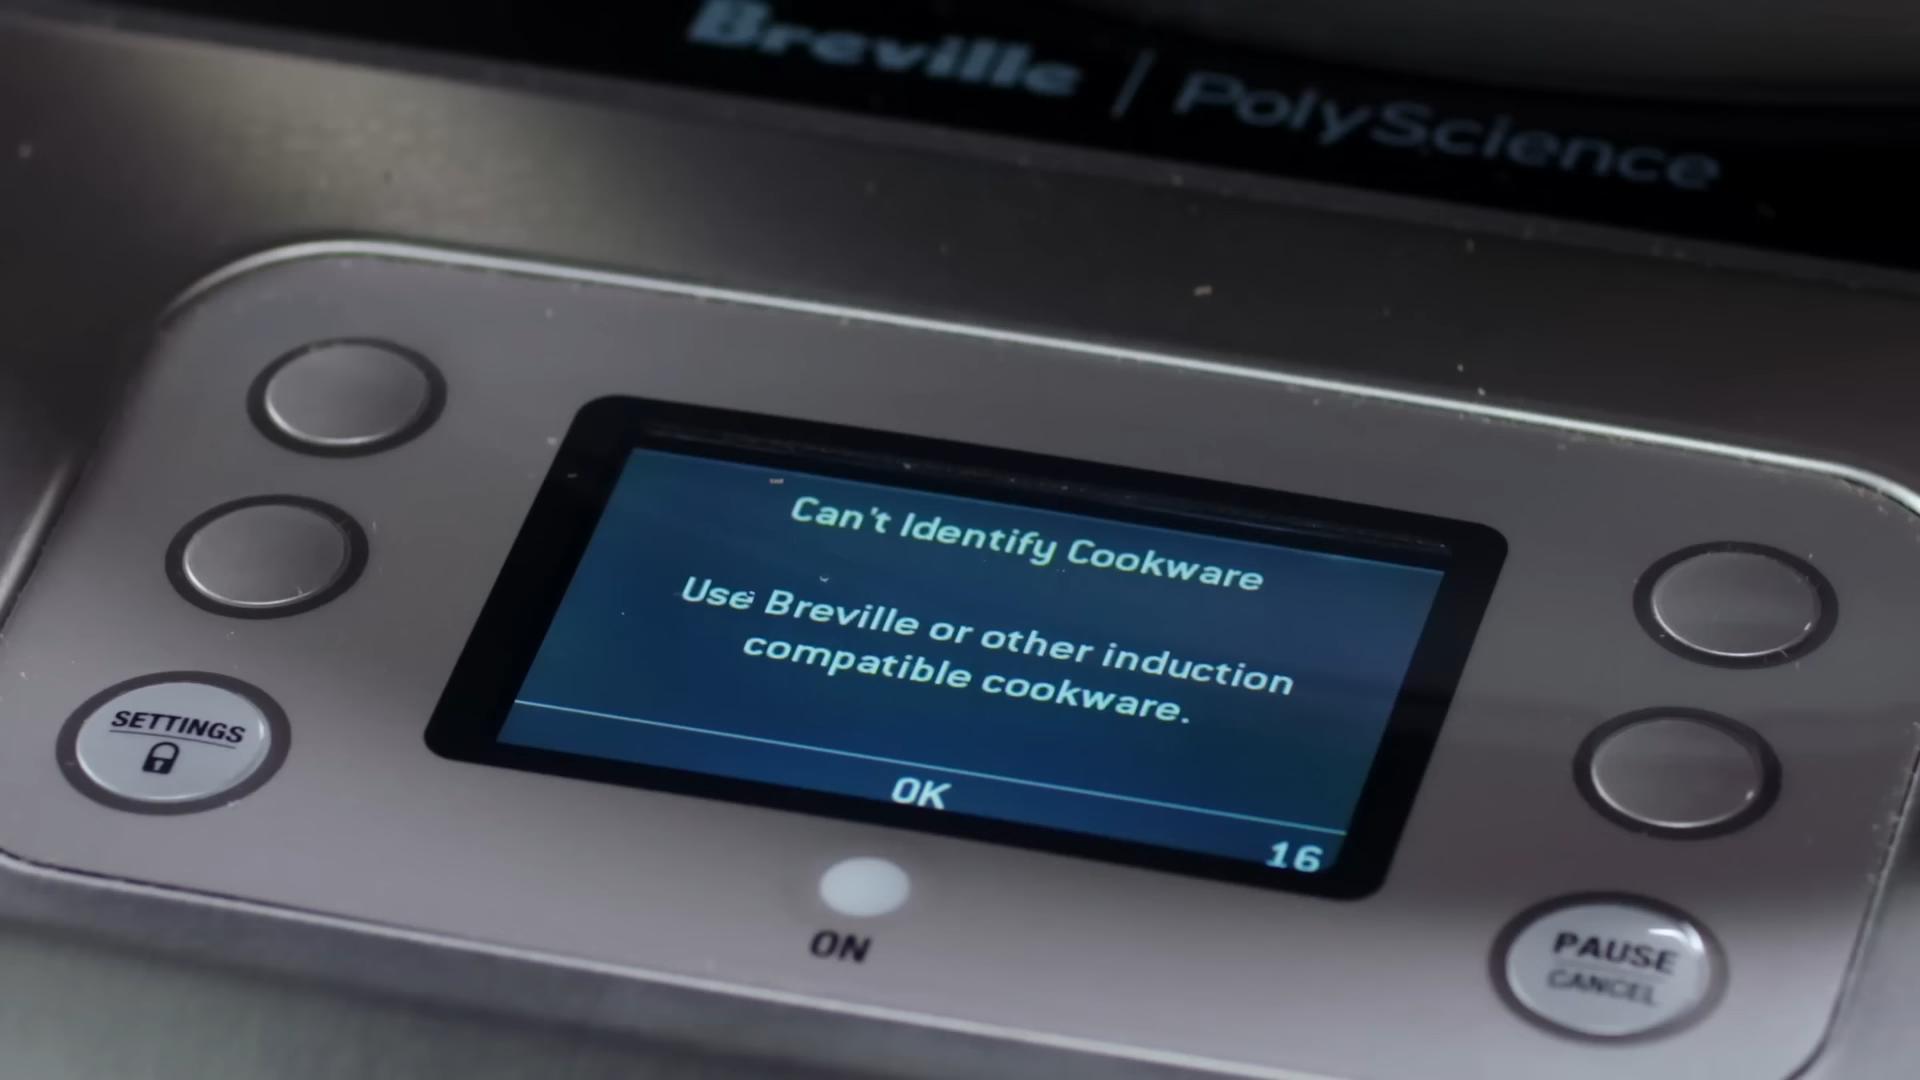 Breville | PolyScience
Can't Identify Cookware
Use Breville or other induction
compatible cookware.
OK
16
SETTINGS
ON
PAUSE
CANCEL